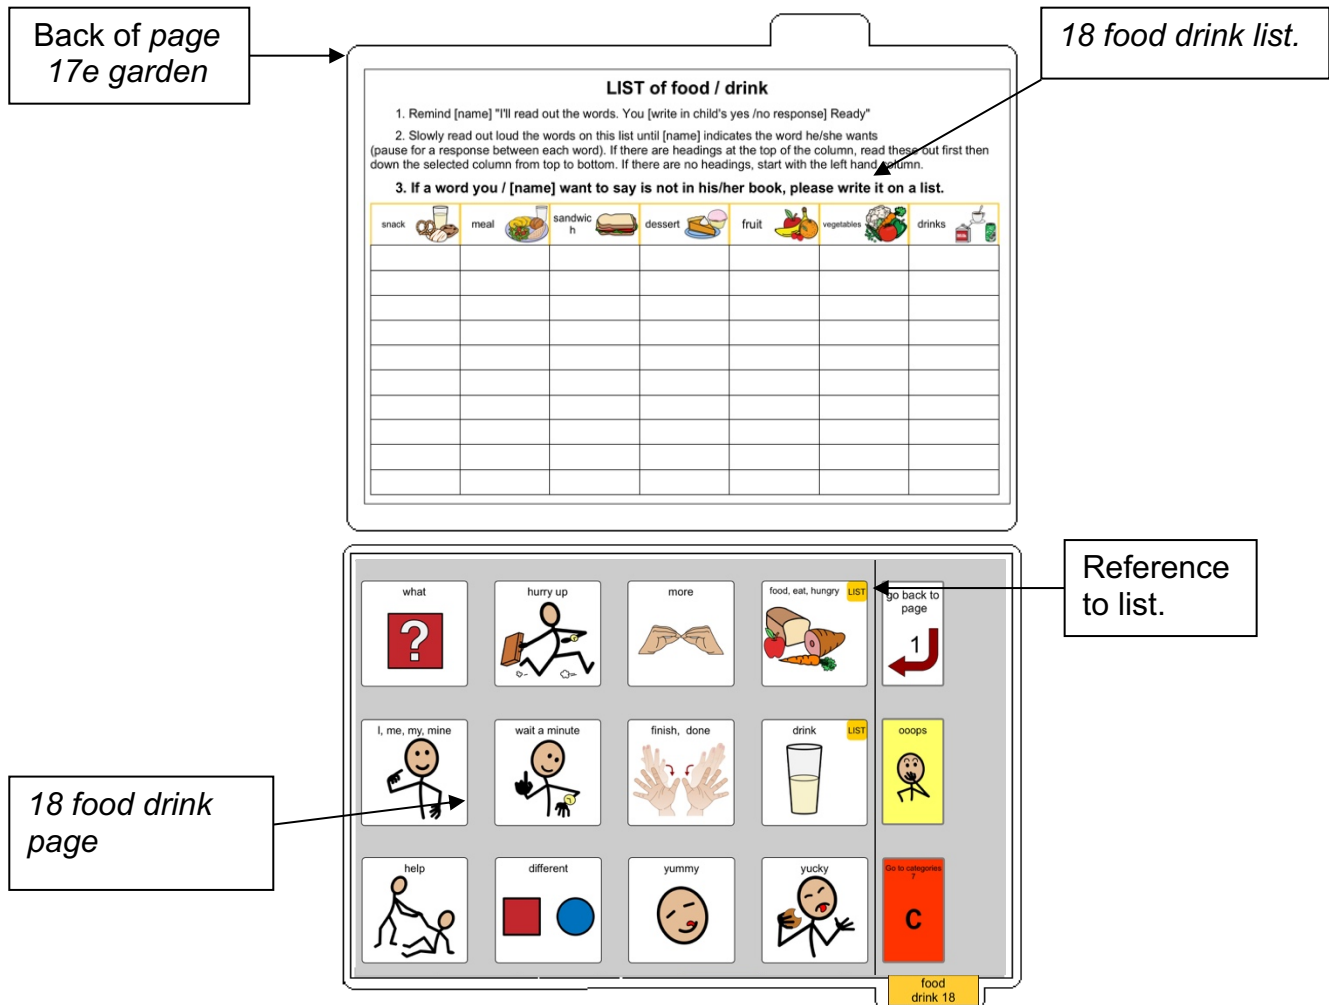 Back of page
17e garden
18 food drink list.
LIST of food / drink
1. Remind [name] "I'll read out the words. You [write in child's yes /no response] Ready"
2. Slowly read out loud the words on this list until [name] indicates the word he/she wants
(pause for a response between each word). If there are headings at the top of the column, read these out first then
down the selected column from top to bottom. If there are no headings, start with the left hand column.
3. If a word you / [name] want to say is not in his/her book, please write it on a list.
snack meal sandwic dessert fruit vegetables drinks
h
Reference
to list.
what hurry up more food, eat, hungry LIST go back to
page
?
1
I, me, my, mine wait a minute finish, done drink LIST ooops
18 food drink
page
help different yummy yucky Go to categories
7
C
food
drink 18